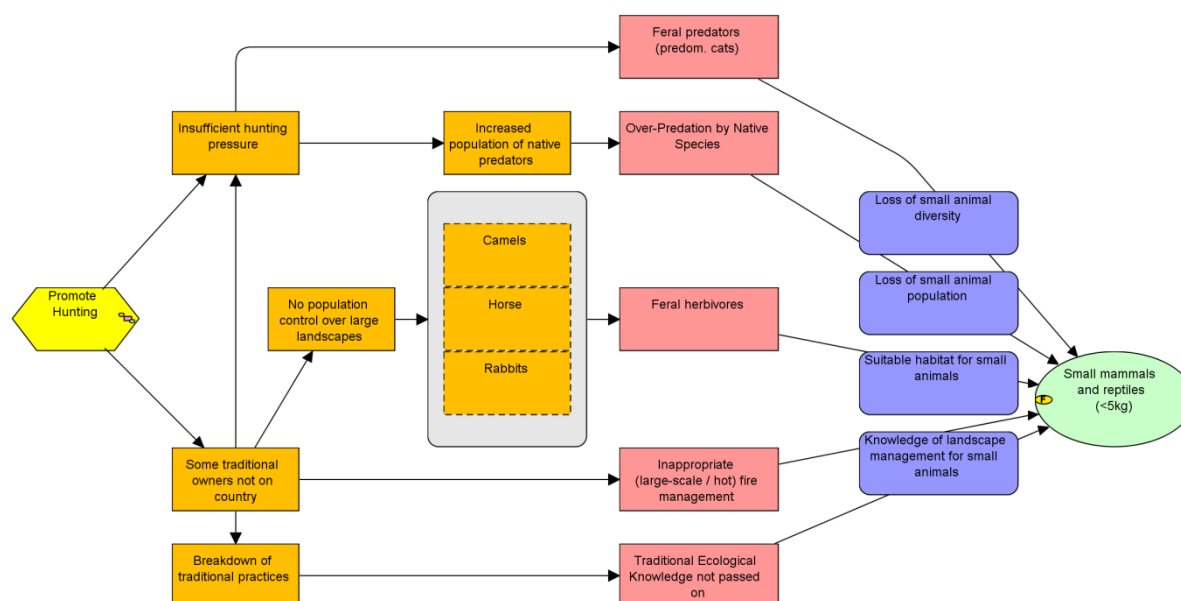 Feral predators
(predom. cats)
Insufficient hunting
pressure
Increased
population of native
predators
Over-Predation by Native
Species
Loss of small animal
diversity
Camels
Promote
Hunting
No population
control over large
landscapes
Horse
Feral herbivores
Loss of small animal
population
Rabbits
Suitable habitat for small
animals
Small mammals
and reptiles
(<5kg)
F
Some traditional
owners not on
country
Inappropriate
(large-scale / hot) fire
management
Knowledge of landscape
management for small
animals
Breakdown of
traditional practices
Traditional Ecological
Knowledge not passed
on